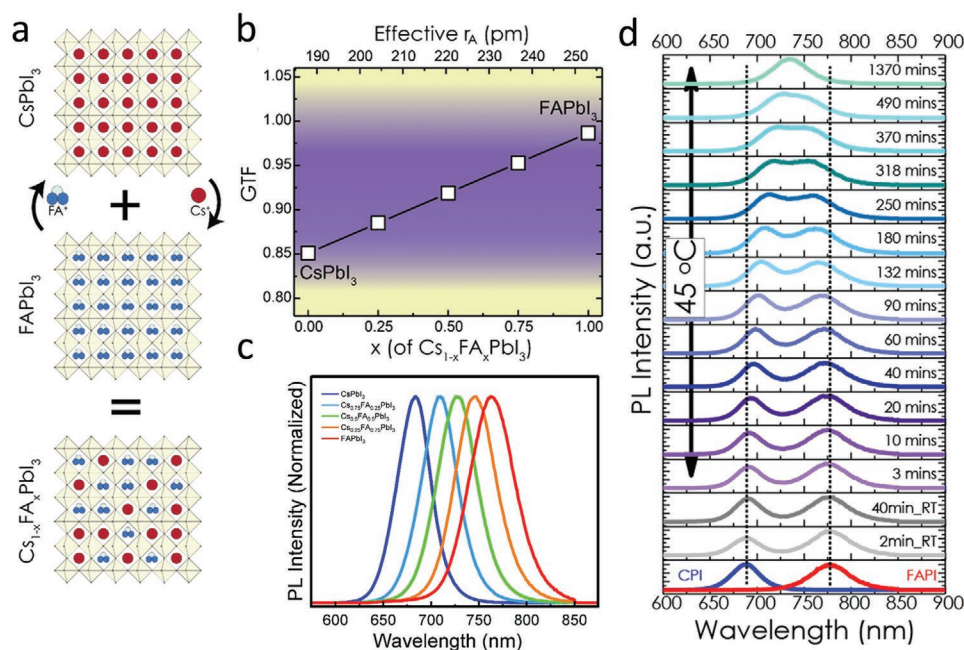 a
CsPbI3
FA+
+
Cs+
FAPbI3
=
Cs1-xFAxPbI3
b
Effective rA (pm)
190 200 210 220 230 240 250
GTF
1.05
1.00
0.95
0.90
0.85
0.80
FAPbI3
CsPbI3
0.00 0.25 0.50 0.75 1.00
x (of Cs1-xFAxPbI3)
c
PL Intensity (Normalized)
CsPbI3
Cs0.75FA0.25PbI3
Cs0.5FA0.5PbI3
Cs0.25FA0.75PbI3
FAPbI3
600 650 700 750 800 850
Wavelength (nm)
d
600 650 700 750 800 850 900
PL Intensity (a.u.)
45 °C
1370 mins
490 mins
370 mins
318 mins
250 mins
180 mins
132 mins
90 mins
60 mins
40 mins
20 mins
10 mins
3 mins
40min_RT
2min_RT
CPI
FAPI
600 650 700 750 800 850 900
Wavelength (nm)